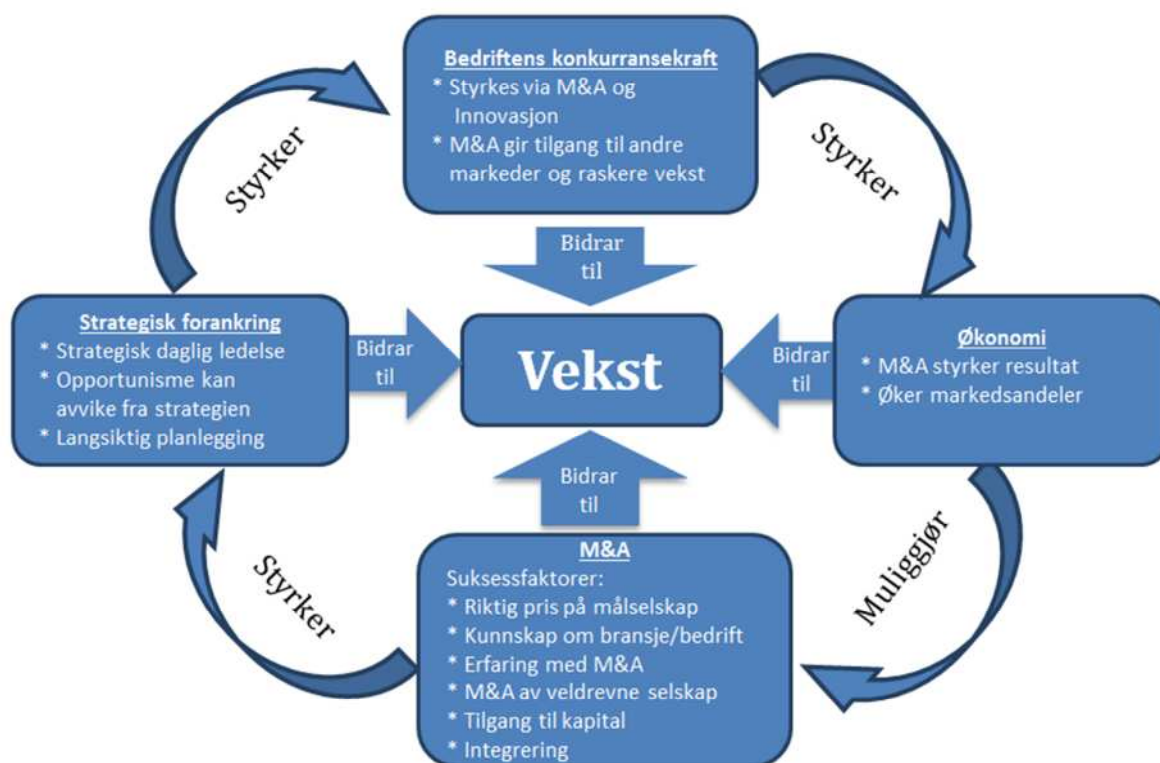 Bedriftens konkurransekraft
* Styrkes via M&A og
Innovasjon
* M&A gir tilgang til andre
markeder og raskere vekst
Styrker
Styrker
Bidrar
til
Strategisk forankring
* Strategisk daglig ledelse
* Opportunisme kan
avvike fra strategien
* Langsiktig planlegging
Bidrar
til
Vekst
Bidrar
til
Økonomi
* M&A styrker resultat
* Øker markedsandeler
Bidrar
til
Styrker
Muliggjør
M&A
Suksessfaktorer:
* Riktig pris på målselskap
* Kunnskap om bransje/bedrift
* Erfaring med M&A
* M&A av veldrevne selskap
* Tilgang til kapital
* Integrering